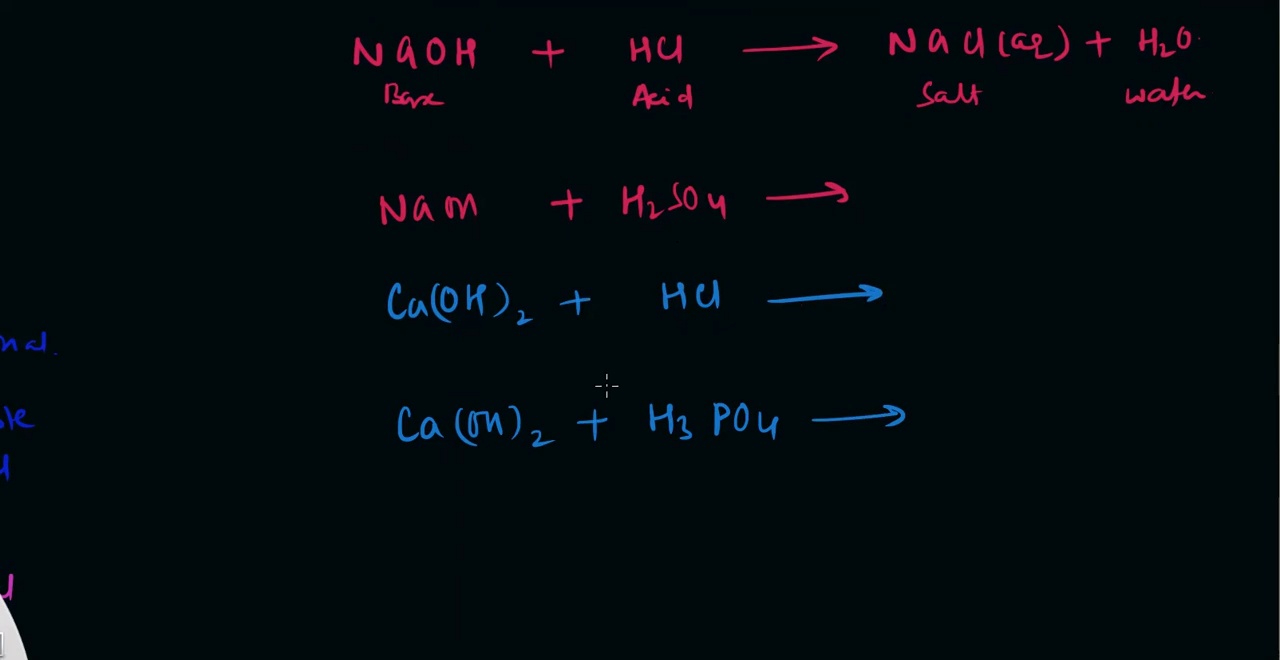 NaOH + HCl → NaCl(aq) + H₂O
Base Acid Salt water
NaOH + H₂SO₄ →
Ca(OH)₂ + HCl →
nal.
Ca(OH)₂ + H₃PO₄ →